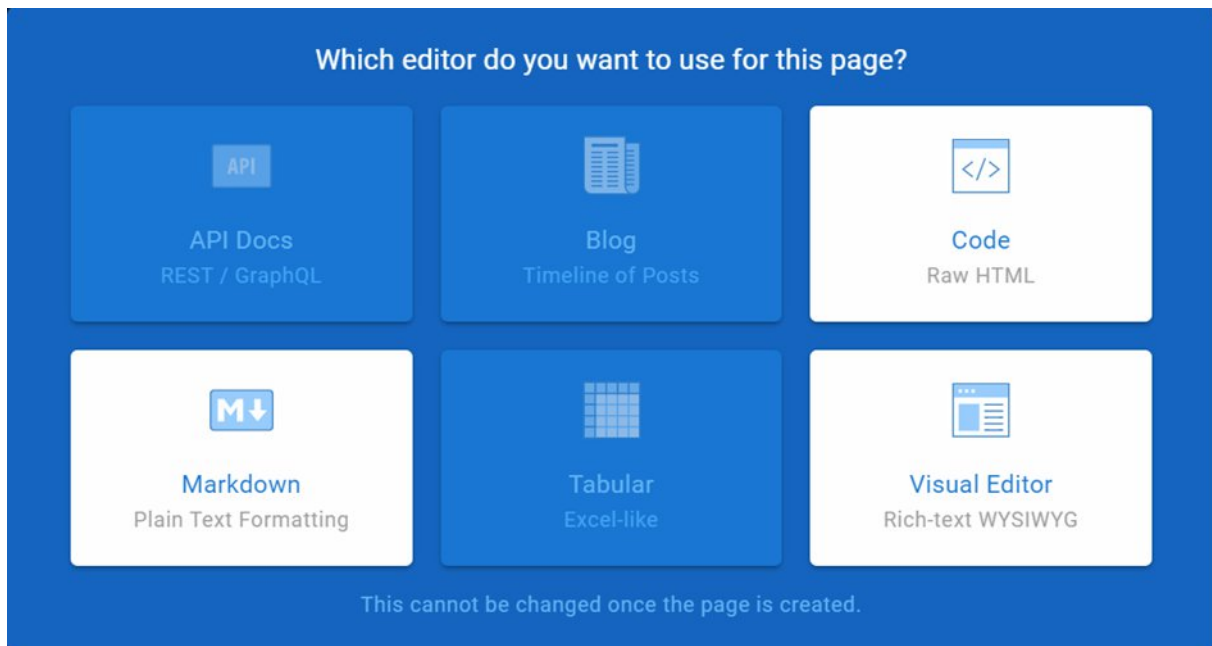 Which editor do you want to use for this page?
API
API Docs
REST / GraphQL
Blog
Timeline of Posts
</>
Code
Raw HTML
M
Markdown
Plain Text Formatting
Tabular
Excel-like
Visual Editor
Rich-text WYSIWYG
This cannot be changed once the page is created.